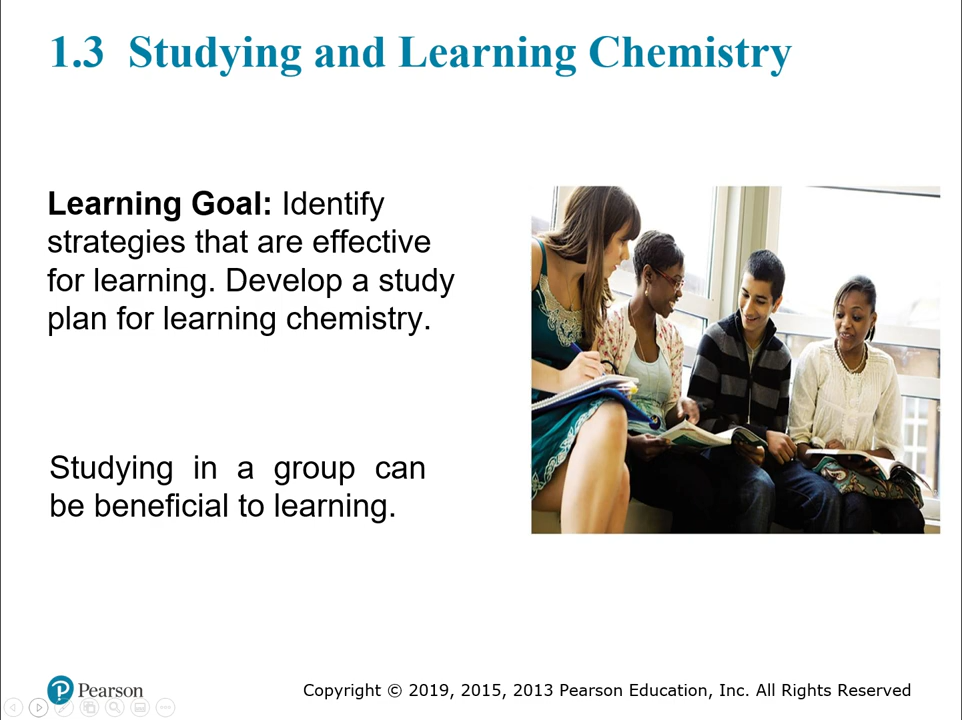 1.3 Studying and Learning Chemistry
Learning Goal: Identify
strategies that are effective
for learning. Develop a study
plan for learning chemistry.
Studying in a group can
be beneficial to learning.
P Pearson
Copyright © 2019, 2015, 2013 Pearson Education, Inc. All Rights Reserved